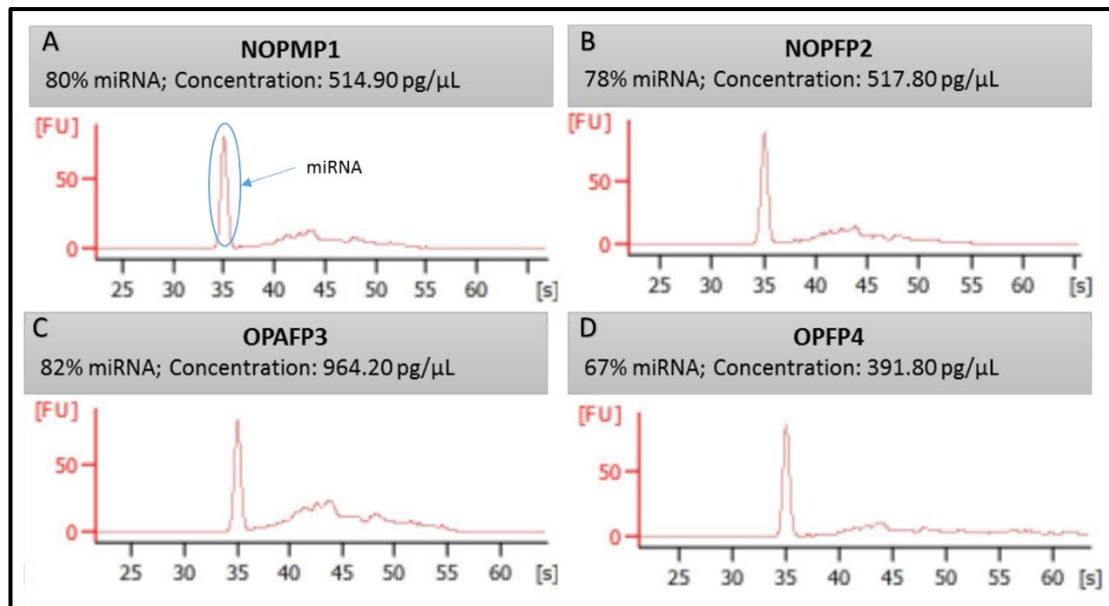 A
NOPMP1
80% miRNA; Concentration: 514.90 pg/µL
[FU]
50
0
miRNA
25 30 35 40 45 50 55 60 [s]
B
NOPFP2
78% miRNA; Concentration: 517.80 pg/µL
[FU]
50
0
25 30 35 40 45 50 55 60 [s]
C
OPAFP3
82% miRNA; Concentration: 964.20 pg/µL
[FU]
50
0
25 30 35 40 45 50 55 60 [s]
D
OPFP4
67% miRNA; Concentration: 391.80 pg/µL
[FU]
50
0
25 30 35 40 45 50 55 60 [s]